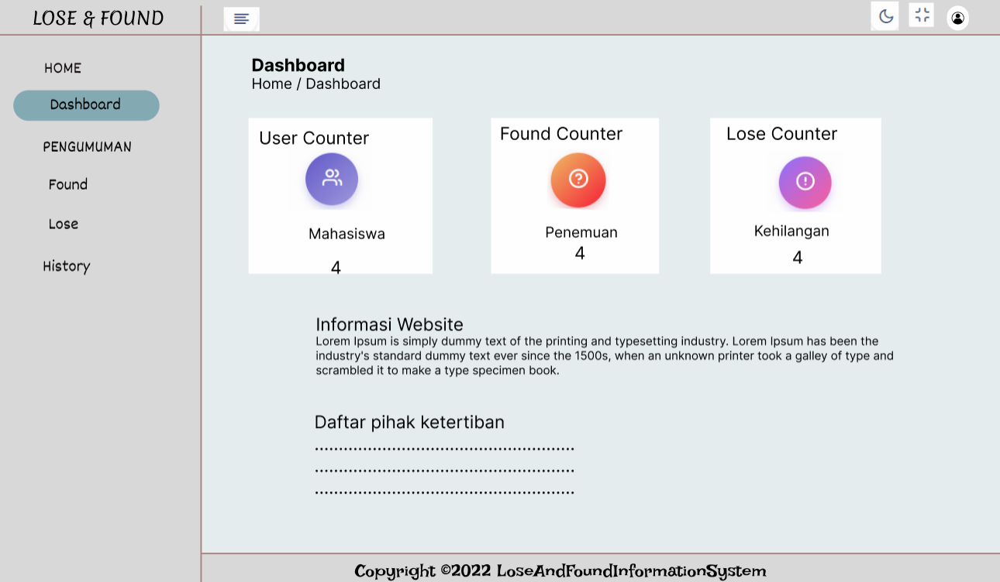 LOSE & FOUND
HOME
Dashboard
PENGUMUMAN
Found
Lose
History
Dashboard
Home / Dashboard
User Counter
Mahasiswa
4
Found Counter
Penemuan
4
Lose Counter
Kehilangan
4
Informasi Website
Lorem Ipsum is simply dummy text of the printing and typesetting industry. Lorem Ipsum has been the
industry's standard dummy text ever since the 1500s, when an unknown printer took a galley of type and
scrambled it to make a type specimen book.
Daftar pihak ketertiban
......................................................
......................................................
......................................................
Copyright ©2022 LoseAndFoundInformationSystem